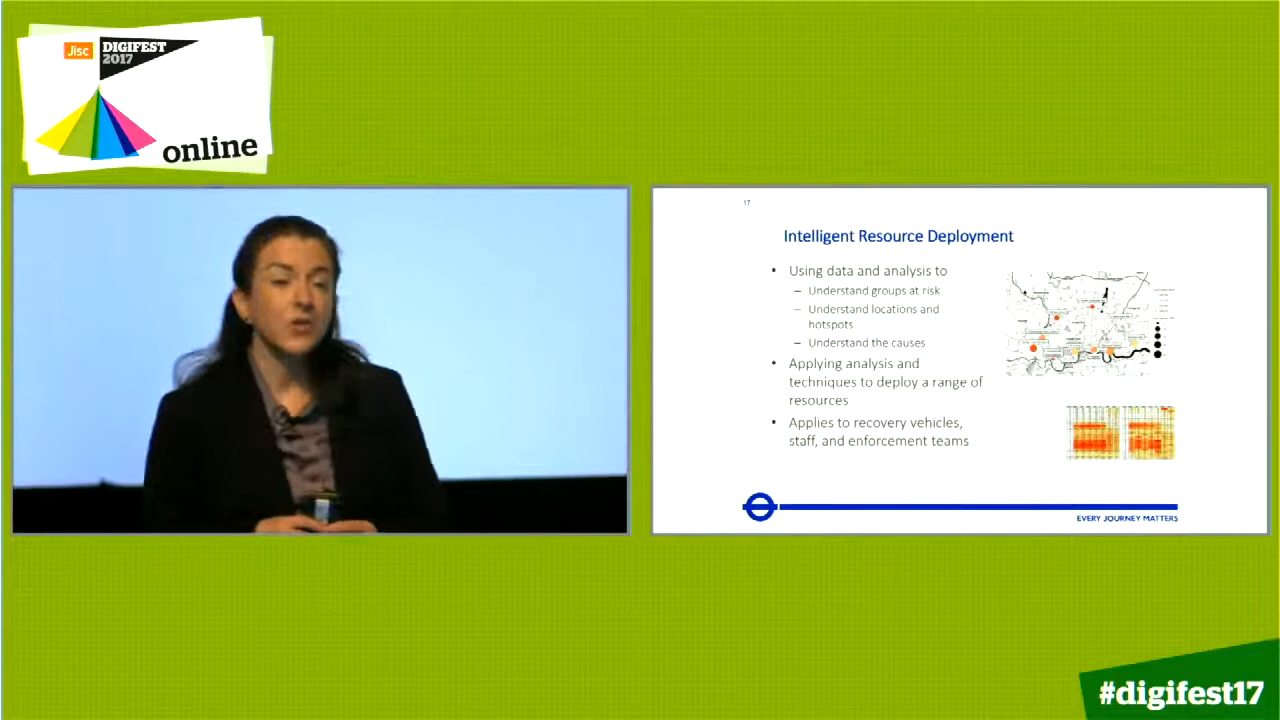 Jisc
DIGIFEST
2017
online
17
Intelligent Resource Deployment
• Using data and analysis to
– Understand groups at risk
– Understand locations and
hotspots
– Understand the causes
• Applying analysis and
techniques to deploy a range of
resources
• Applies to recovery vehicles,
staff, and enforcement teams
EVERY JOURNEY MATTERS
#digifest17